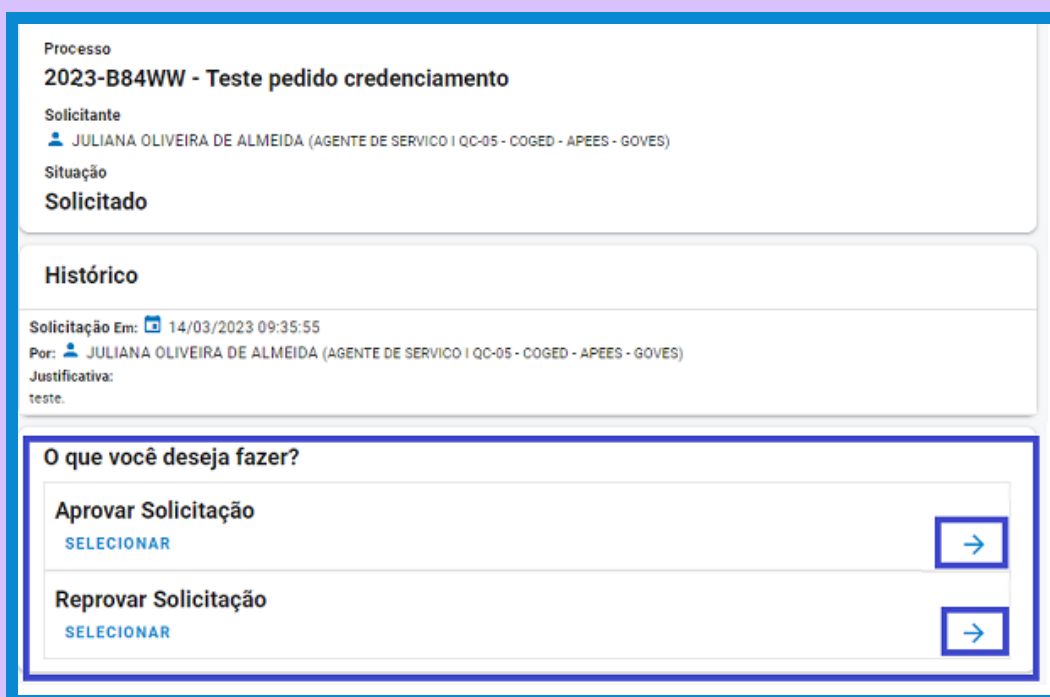 Processo
2023-B84WW - Teste pedido credenciamento
Solicitante
JULIANA OLIVEIRA DE ALMEIDA (AGENTE DE SERVICO I QC-05 - COGED - APEES - GOVES)
Situação
Solicitado
Histórico
Solicitação Em: 14/03/2023 09:35:55
Por: JULIANA OLIVEIRA DE ALMEIDA (AGENTE DE SERVICO I QC-05 - COGED - APEES - GOVES)
Justificativa:
teste.
O que você deseja fazer?
Aprovar Solicitação
SELECIONAR
Reprovar Solicitação
SELECIONAR